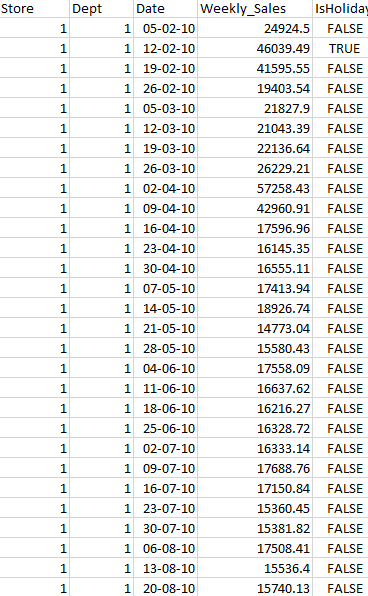 Store Dept Date Weekly_Sales IsHoliday
1 1 05-02-10 24924.5 FALSE
1 1 12-02-10 46039.49 TRUE
1 1 19-02-10 41595.55 FALSE
1 1 26-02-10 19403.54 FALSE
1 1 05-03-10 21827.9 FALSE
1 1 12-03-10 21043.39 FALSE
1 1 19-03-10 22136.64 FALSE
1 1 26-03-10 26229.21 FALSE
1 1 02-04-10 57258.43 FALSE
1 1 09-04-10 42960.91 FALSE
1 1 16-04-10 17596.96 FALSE
1 1 23-04-10 16145.35 FALSE
1 1 30-04-10 16555.11 FALSE
1 1 07-05-10 17413.94 FALSE
1 1 14-05-10 18926.74 FALSE
1 1 21-05-10 14773.04 FALSE
1 1 28-05-10 15580.43 FALSE
1 1 04-06-10 17558.09 FALSE
1 1 11-06-10 16637.62 FALSE
1 1 18-06-10 16216.27 FALSE
1 1 25-06-10 16328.72 FALSE
1 1 02-07-10 16333.14 FALSE
1 1 09-07-10 17688.76 FALSE
1 1 16-07-10 17150.84 FALSE
1 1 23-07-10 15360.45 FALSE
1 1 30-07-10 15381.82 FALSE
1 1 06-08-10 17508.41 FALSE
1 1 13-08-10 15536.4 FALSE
1 1 20-08-10 15740.13 FALSE